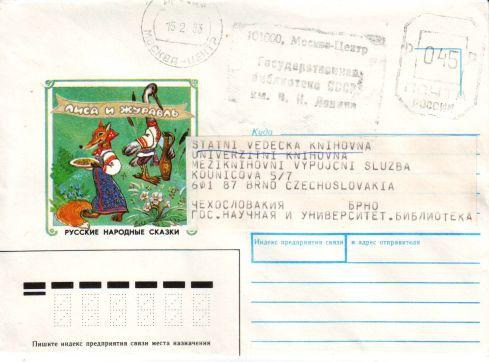 МОСКВА
15.2.93
МОСКВА-ЦЕНТР
101000, Москва-Центр
Государственная
библиотека СССР
им. В. И. Ленина
045
ПОЧТА
РОССИИ
ЛИСА И ЖУРАВЛЬ
РУССКИЕ НАРОДНЫЕ СКАЗКИ
Куда
STATNI VEDECKA KNIHOVNA
UNIVERZITNI KNIHOVNA
MEZIKNIHOVNI VYPUJCNI SLUZBA
KOUNICOVA 5/7
601 87 BRNO CZECHOSLOVAKIA
ЧЕХОСЛОВАКИЯ БРНО
ГОС.НАУЧНАЯ И УНИВЕРСИТЕТ.БИБЛИОТЕКА
Индекс предприятия связи и адрес отправителя
Пишите индекс предприятия связи места назначения